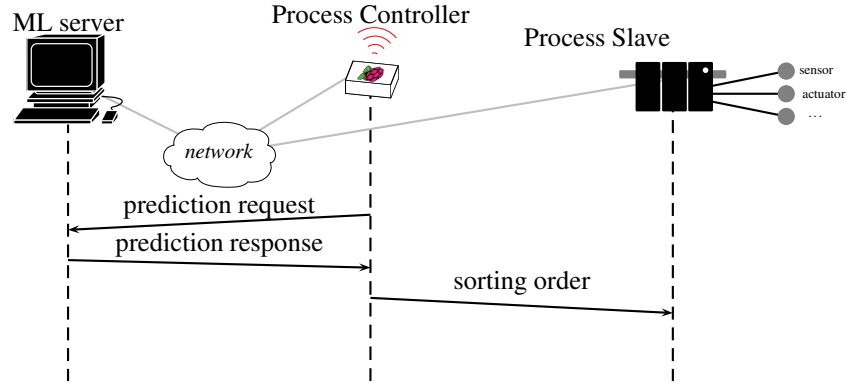 ML server
Process Controller
Process Slave
sensor
actuator
…
network
prediction request
prediction response
sorting order